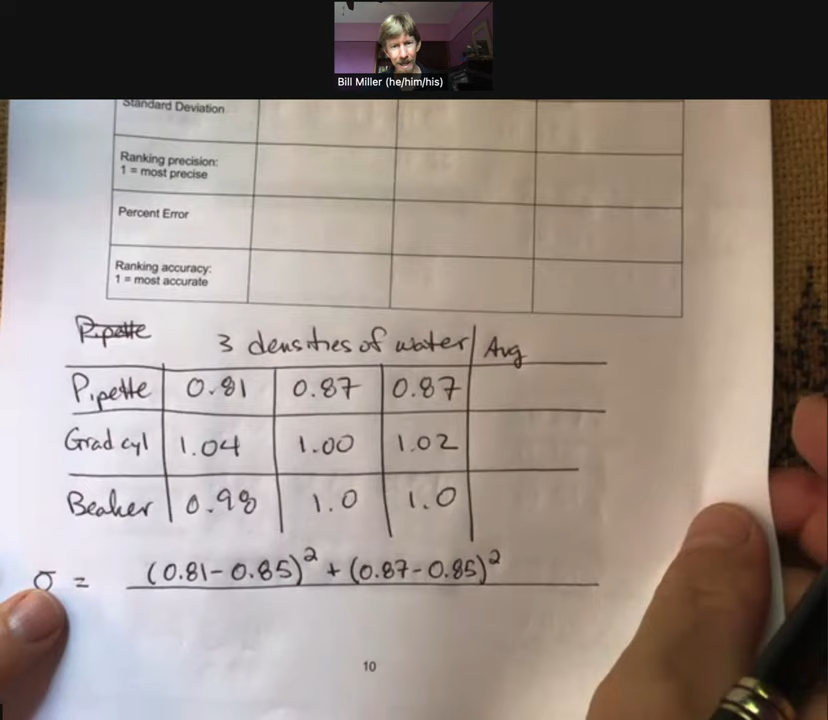 Bill Miller (he/him/his)
Standard Deviation
Ranking precision:
1 = most precise
Percent Error
Ranking accuracy:
1 = most accurate
Pipette
3 densities of water Avg
Pipette 0.81 0.87 0.87
Grad cyl 1.04 1.00 1.02
Beaker 0.98 1.0 1.0
σ = (0.81-0.85)² + (0.87-0.85)²
10